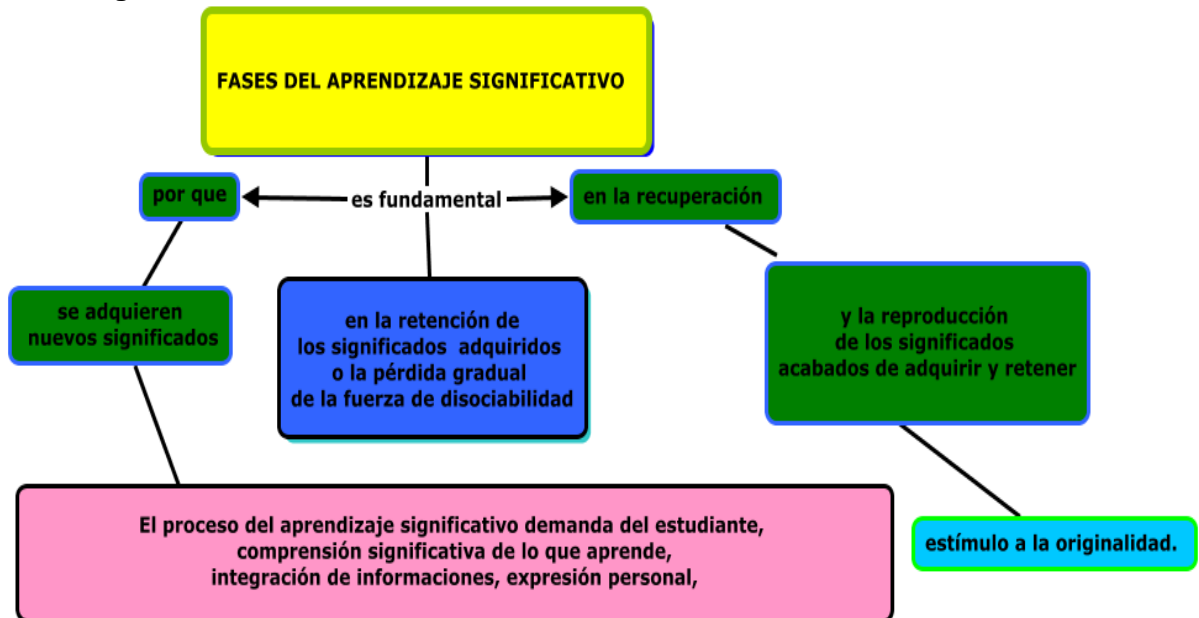 FASES DEL APRENDIZAJE SIGNIFICATIVO
por que
es fundamental
en la recuperación
se adquieren
nuevos significados
en la retención de
los significados adquiridos
o la pérdida gradual
de la fuerza de disociabilidad
y la reproducción
de los significados
acabados de adquirir y retener
El proceso del aprendizaje significativo demanda del estudiante,
comprensión significativa de lo que aprende,
integración de informaciones, expresión personal,
estímulo a la originalidad.